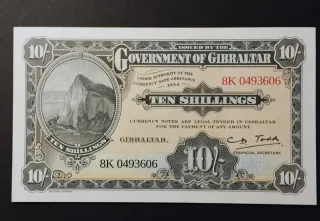 ISSUED BY THE
10/- GOVERNMENT OF GIBRALTAR 10/-
UNDER AUTHORITY OF THE
CURRENCY NOTE ORDINANCE
1934.
8K 0493606
TEN SHILLINGS
CURRENCY NOTES ARE LEGAL TENDER IN GIBRALTAR
FOR THE PAYMENT OF ANY AMOUNT.
GIBRALTAR,
TEN SHILLINGS
8K 0493606
10/-
FINANCIAL SECRETARY.
10/- 10/-